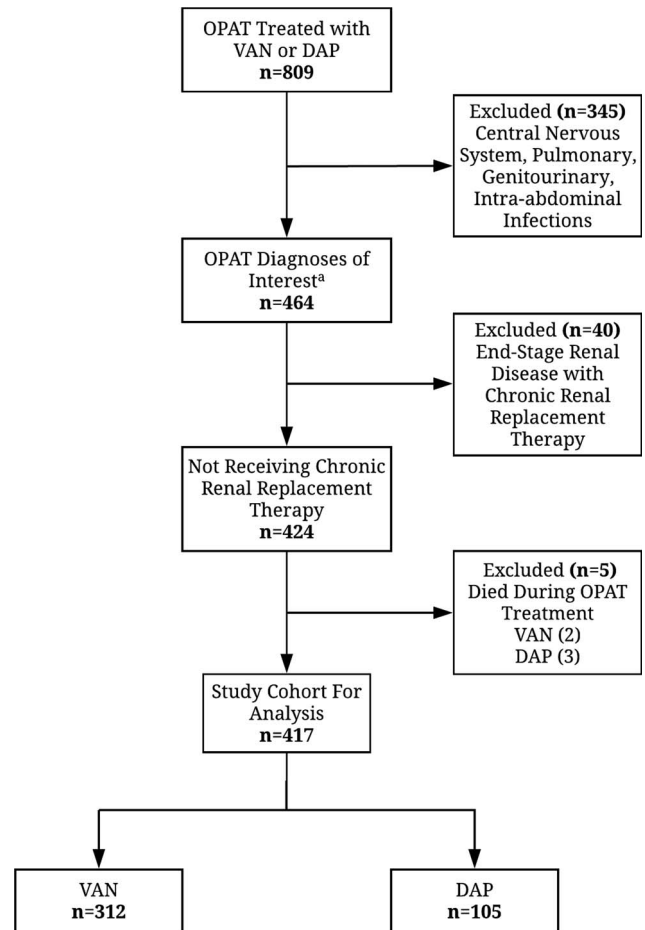 OPAT Treated with
VAN or DAP
n=809
Excluded (n=345)
Central Nervous
System, Pulmonary,
Genitourinary,
Intra-abdominal
Infections
OPAT Diagnoses of
Interestª
n=464
Excluded (n=40)
End-Stage Renal
Disease with
Chronic Renal
Replacement
Therapy
Not Receiving Chronic
Renal Replacement
Therapy
n=424
Excluded (n=5)
Died During OPAT
Treatment
VAN (2)
DAP (3)
Study Cohort For
Analysis
n=417
VAN
n=312
DAP
n=105